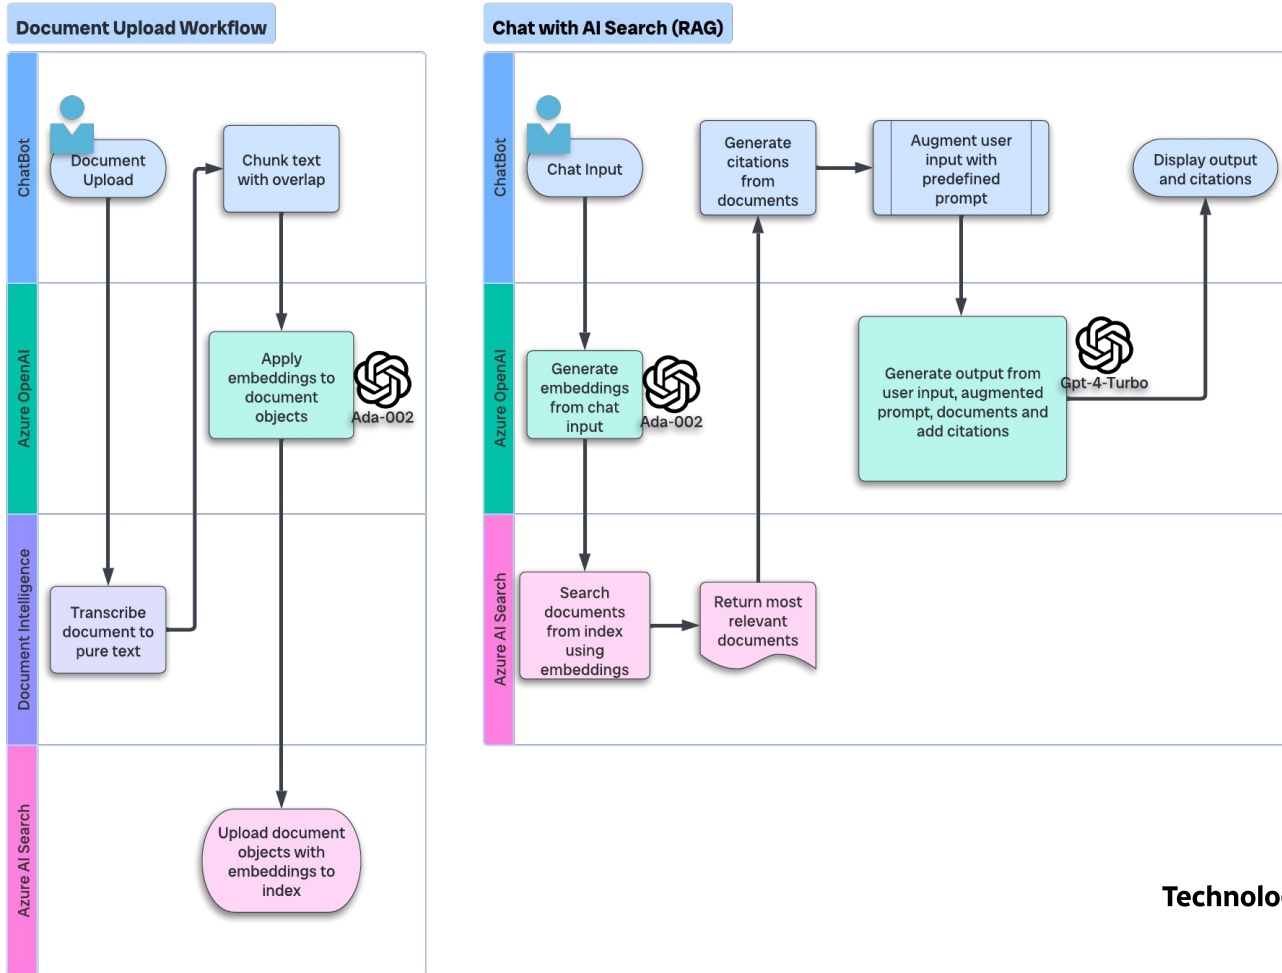 Document Upload Workflow
ChatBot
Document
Upload
Chunk text
with overlap
Azure OpenAI
Apply
embeddings to
document
objects
Ada-002
Document Intelligence
Transcribe
document to
pure text
Azure AI Search
Upload document
objects with
embeddings to
index
Chat with AI Search (RAG)
ChatBot
Chat Input
Generate
citations
from
documents
Augment user
input with
predefined
prompt
Display output
and citations
Azure OpenAI
Generate
embeddings
from chat
input
Ada-002
Generate output from
user input, augmented
prompt, documents and
add citations
Gpt-4-Turbo
Azure AI Search
Search
documents
from index
using
embeddings
Return most
relevant
documents